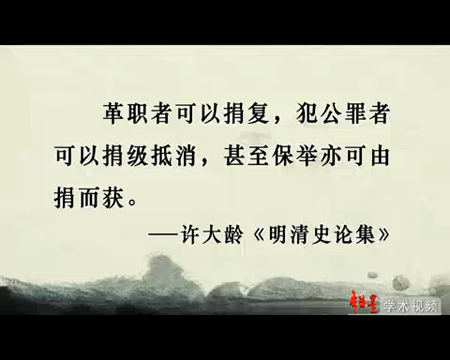 革职者可以捐复，犯公罪者
可以捐级抵消，甚至保举亦可由
捐而获。
──许大龄《明清史论集》
学术视频